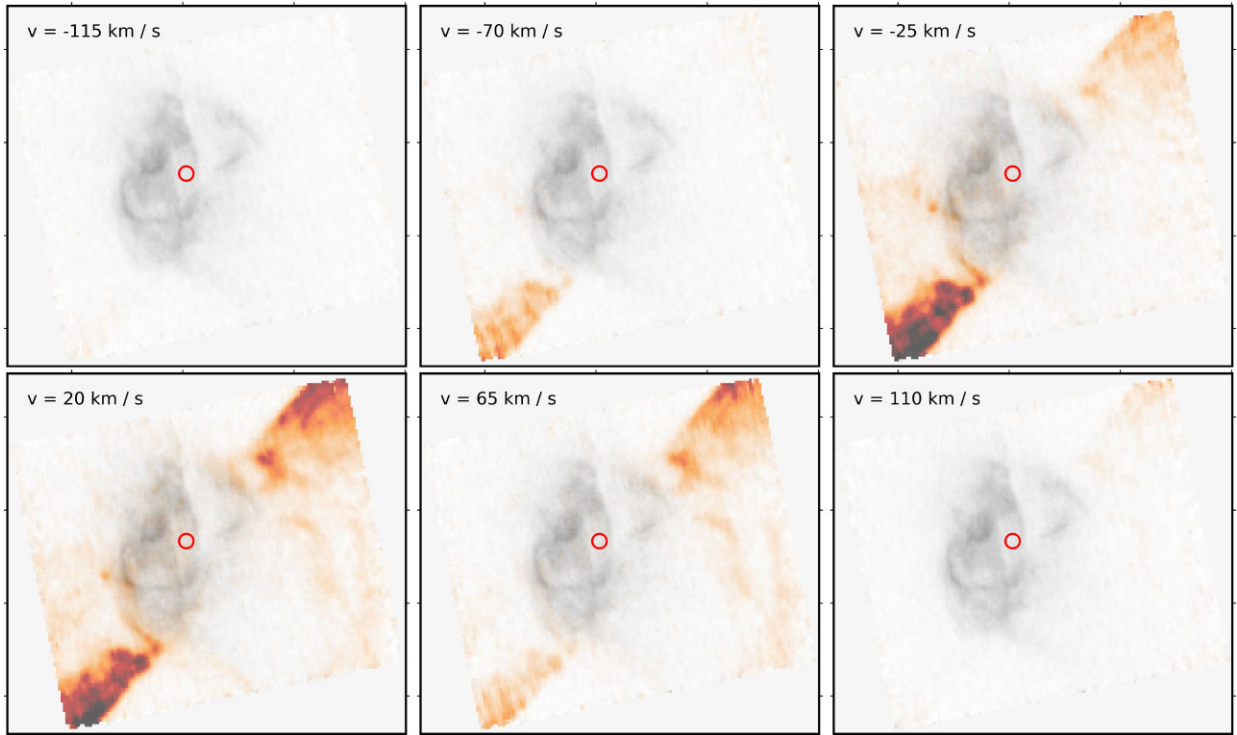 v = -115 km / s
v = -70 km / s
v = -25 km / s
v = 20 km / s
v = 65 km / s
v = 110 km / s